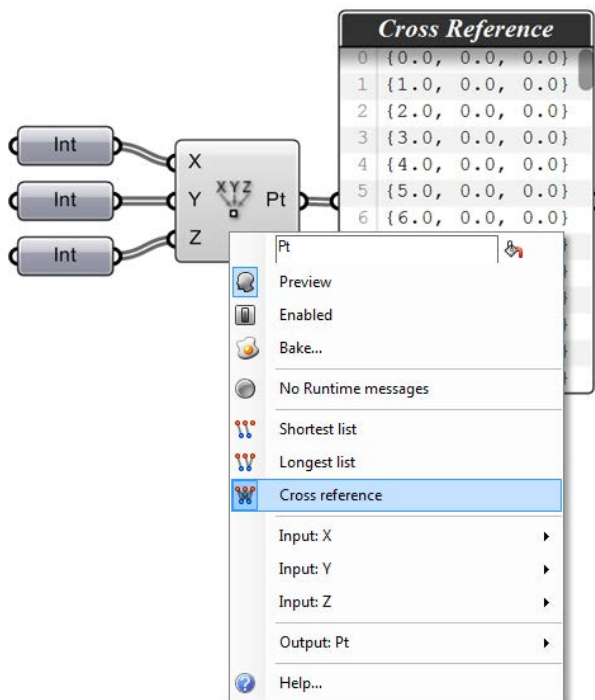 Cross Reference
0 {0.0, 0.0, 0.0}
1 {1.0, 0.0, 0.0}
2 {2.0, 0.0, 0.0}
3 {3.0, 0.0, 0.0}
4 {4.0, 0.0, 0.0}
5 {5.0, 0.0, 0.0}
6 {6.0, 0.0, 0.0}
Int
Int
Int
X
Y
Z
XYZ
Pt
Pt
Preview
Enabled
Bake...
No Runtime messages
Shortest list
Longest list
Cross reference
Input: X
Input: Y
Input: Z
Output: Pt
Help...